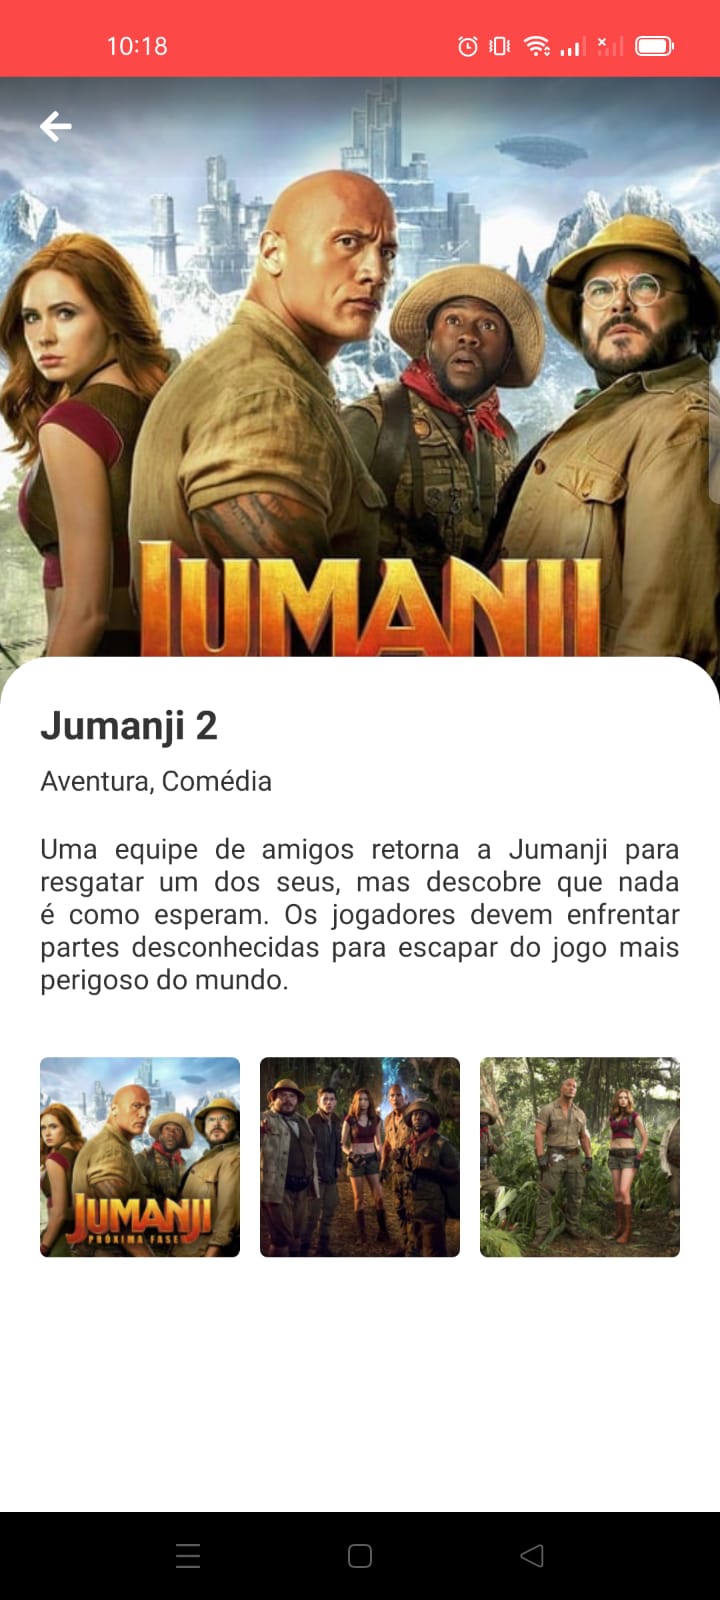 10:18
JUMANJI
Jumanji 2
Aventura, Comédia
Uma equipe de amigos retorna a Jumanji para
resgatar um dos seus, mas descobre que nada
é como esperam. Os jogadores devem enfrentar
partes desconhecidas para escapar do jogo mais
perigoso do mundo.
JUMANJI
PRÓXIMA FASE